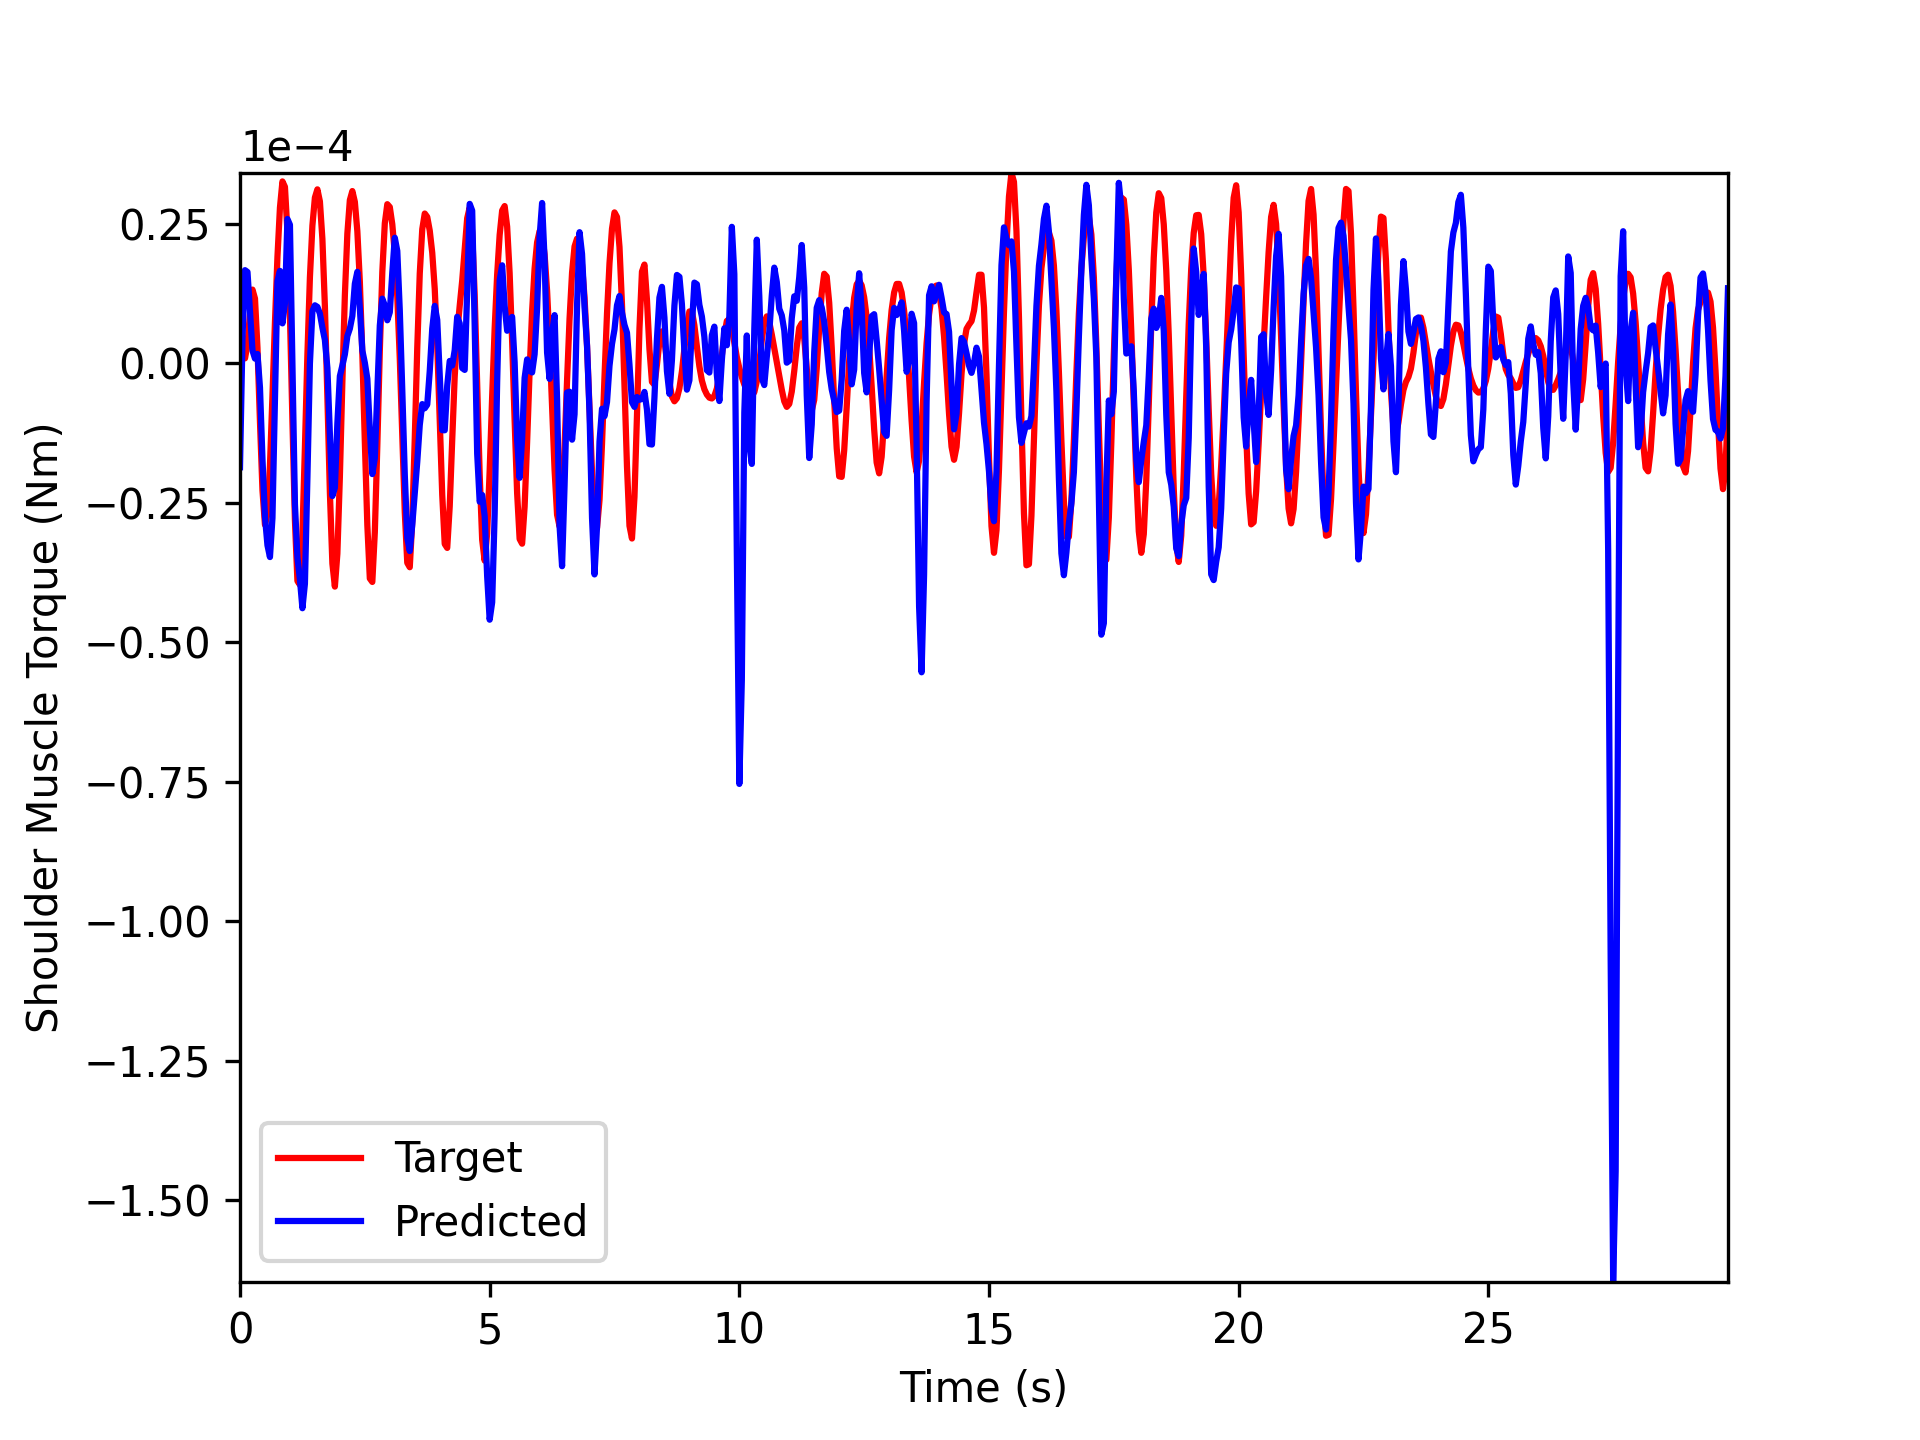 1e−4
0.25
0.00
−0.25
−0.50
−0.75
−1.00
−1.25
−1.50
Shoulder Muscle Torque (Nm)
Target
Predicted
0 5 10 15 20 25
Time (s)